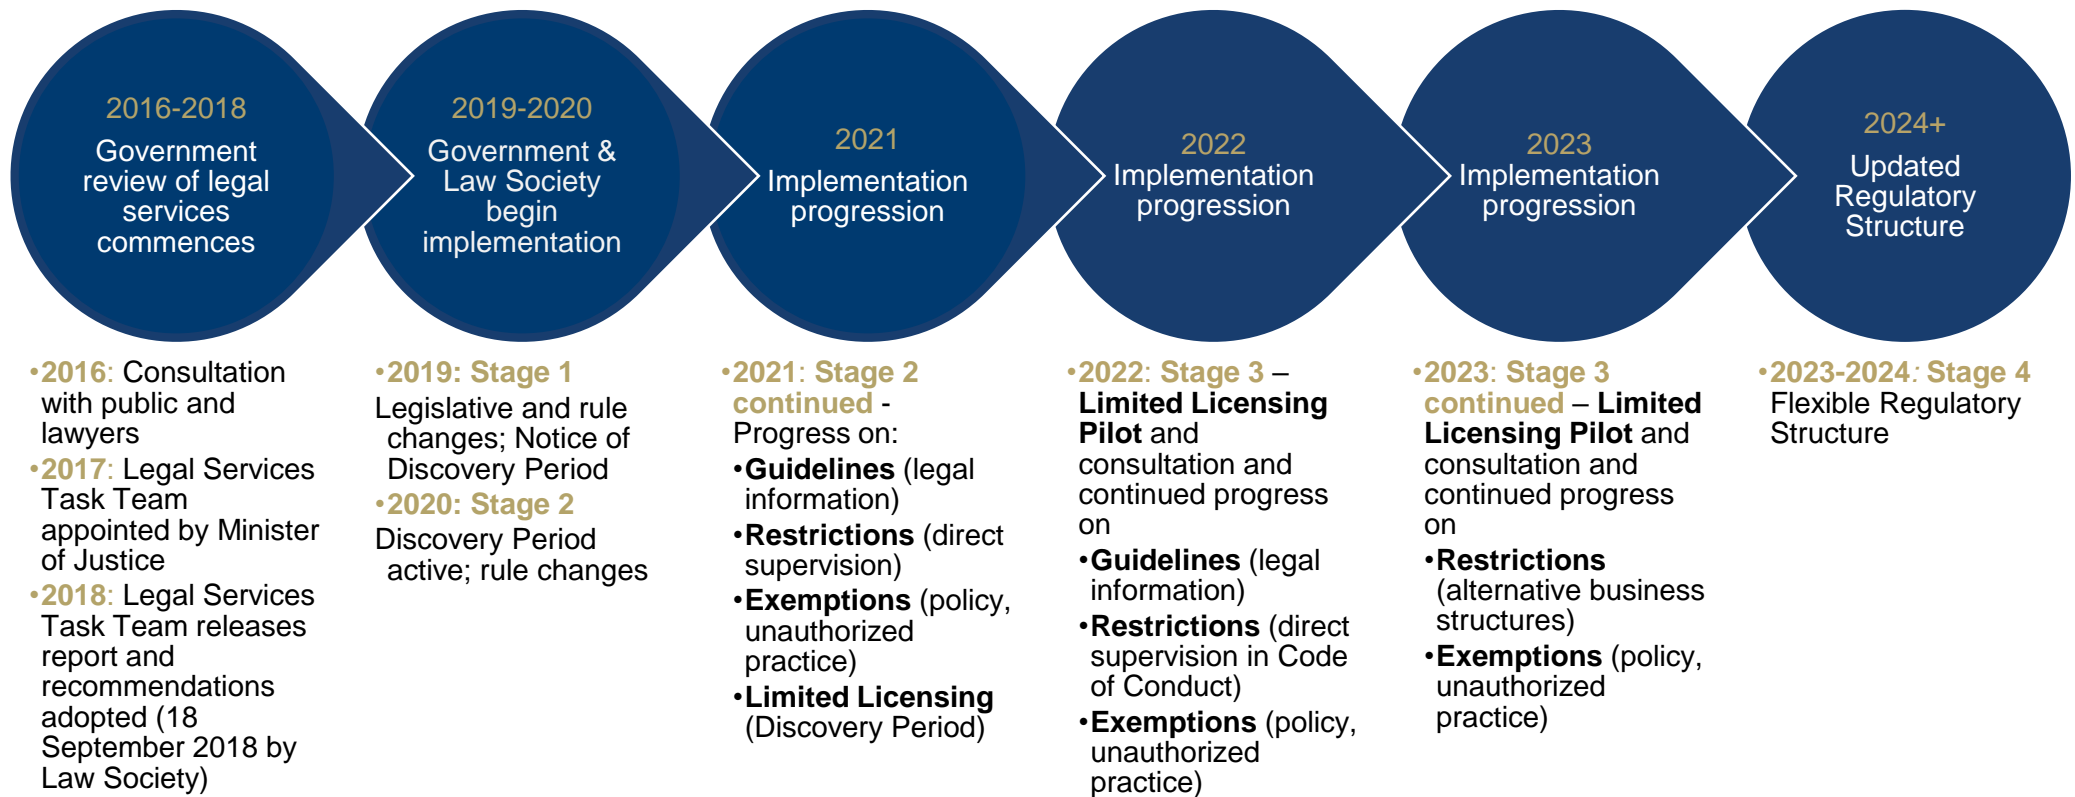 2016-2018
Government
review of legal
services
commences
2019-2020
Government &
Law Society
begin
implementation
2021
Implementation
progression
2022
Implementation
progression
2023
Implementation
progression
2024+
Updated
Regulatory
Structure
•2016: Consultation
with public and
lawyers
•2017: Legal Services
Task Team
appointed by Minister
of Justice
•2018: Legal Services
Task Team releases
report and
recommendations
adopted (18
September 2018 by
Law Society)
•2019: Stage 1
Legislative and rule
changes; Notice of
Discovery Period
•2020: Stage 2
Discovery Period
active; rule changes
•2021: Stage 2
continued -
Progress on:
•Guidelines (legal
information)
•Restrictions (direct
supervision)
•Exemptions (policy,
unauthorized
practice)
•Limited Licensing
(Discovery Period)
•2022: Stage 3 –
Limited Licensing
Pilot and
consultation and
continued progress
on
•Guidelines (legal
information)
•Restrictions (direct
supervision in Code
of Conduct)
•Exemptions (policy,
unauthorized
practice)
•2023: Stage 3
continued – Limited
Licensing Pilot and
consultation and
continued progress
on
•Restrictions
(alternative business
structures)
•Exemptions (policy,
unauthorized
practice)
•2023-2024: Stage 4
Flexible Regulatory
Structure